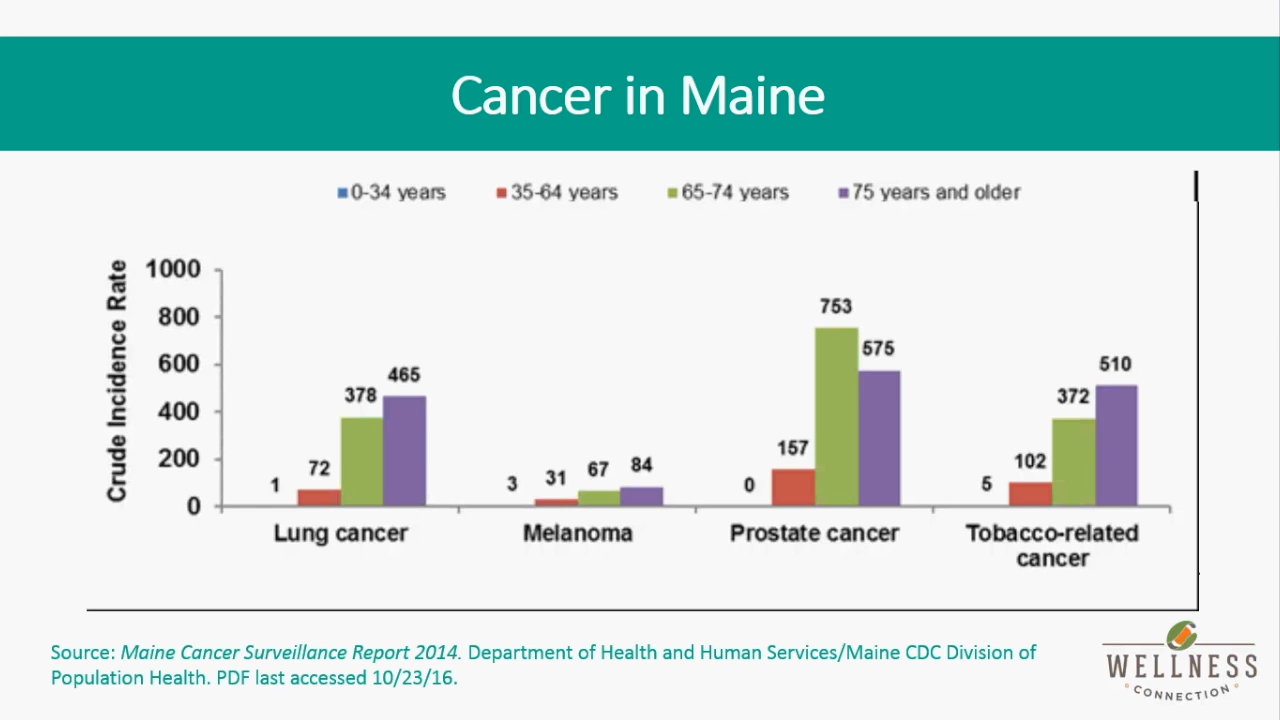 Cancer in Maine
0-34 years 35-64 years 65-74 years 75 years and older
Crude Incidence Rate
1000
800
600
400
200
0
1 72 378 465
3 31 67 84
0 157 753 575
5 102 372 510
Lung cancer Melanoma Prostate cancer Tobacco-related
cancer
Source: Maine Cancer Surveillance Report 2014. Department of Health and Human Services/Maine CDC Division of
Population Health. PDF last accessed 10/23/16.
WELLNESS
CONNECTION